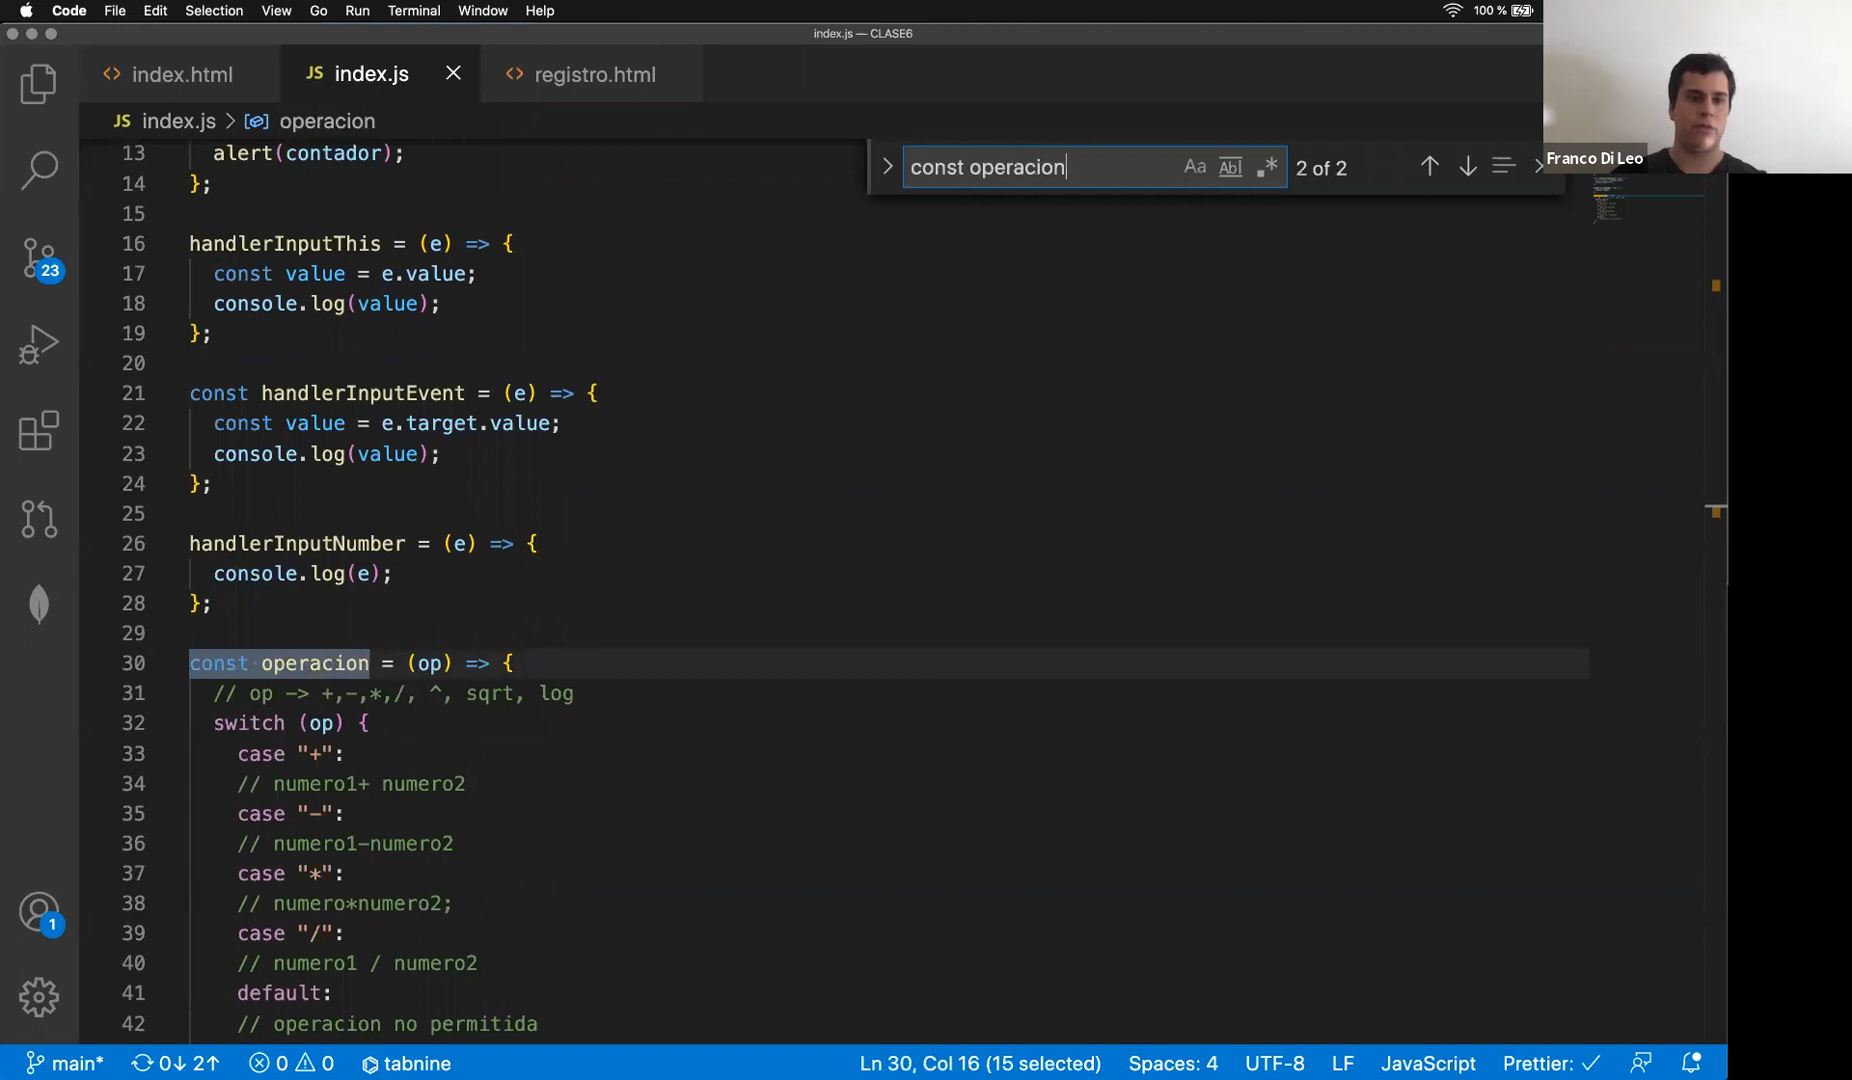 Code File Edit Selection View Go Run Terminal Window Help 100 %
index.js — CLASE6
index.html JS index.js registro.html
JS index.js > operacion
const operacion Aa Abl .* 2 of 2
Franco Di Leo
13 alert(contador);
14 };
15
16 handlerInputThis = (e) => {
17 const value = e.value;
18 console.log(value);
19 };
20
21 const handlerInputEvent = (e) => {
22 const value = e.target.value;
23 console.log(value);
24 };
25
26 handlerInputNumber = (e) => {
27 console.log(e);
28 };
29
30 const operacion = (op) => {
31 // op -> +,-,*,/, ^, sqrt, log
32 switch (op) {
33 case "+":
34 // numero1+ numero2
35 case "-":
36 // numero1-numero2
37 case "*":
38 // numero*numero2;
39 case "/":
40 // numero1 / numero2
41 default:
42 // operacion no permitida
23
1
main* 0↓ 2↑ 0 0 tabnine Ln 30, Col 16 (15 selected) Spaces: 4 UTF-8 LF JavaScript Prettier: ✓